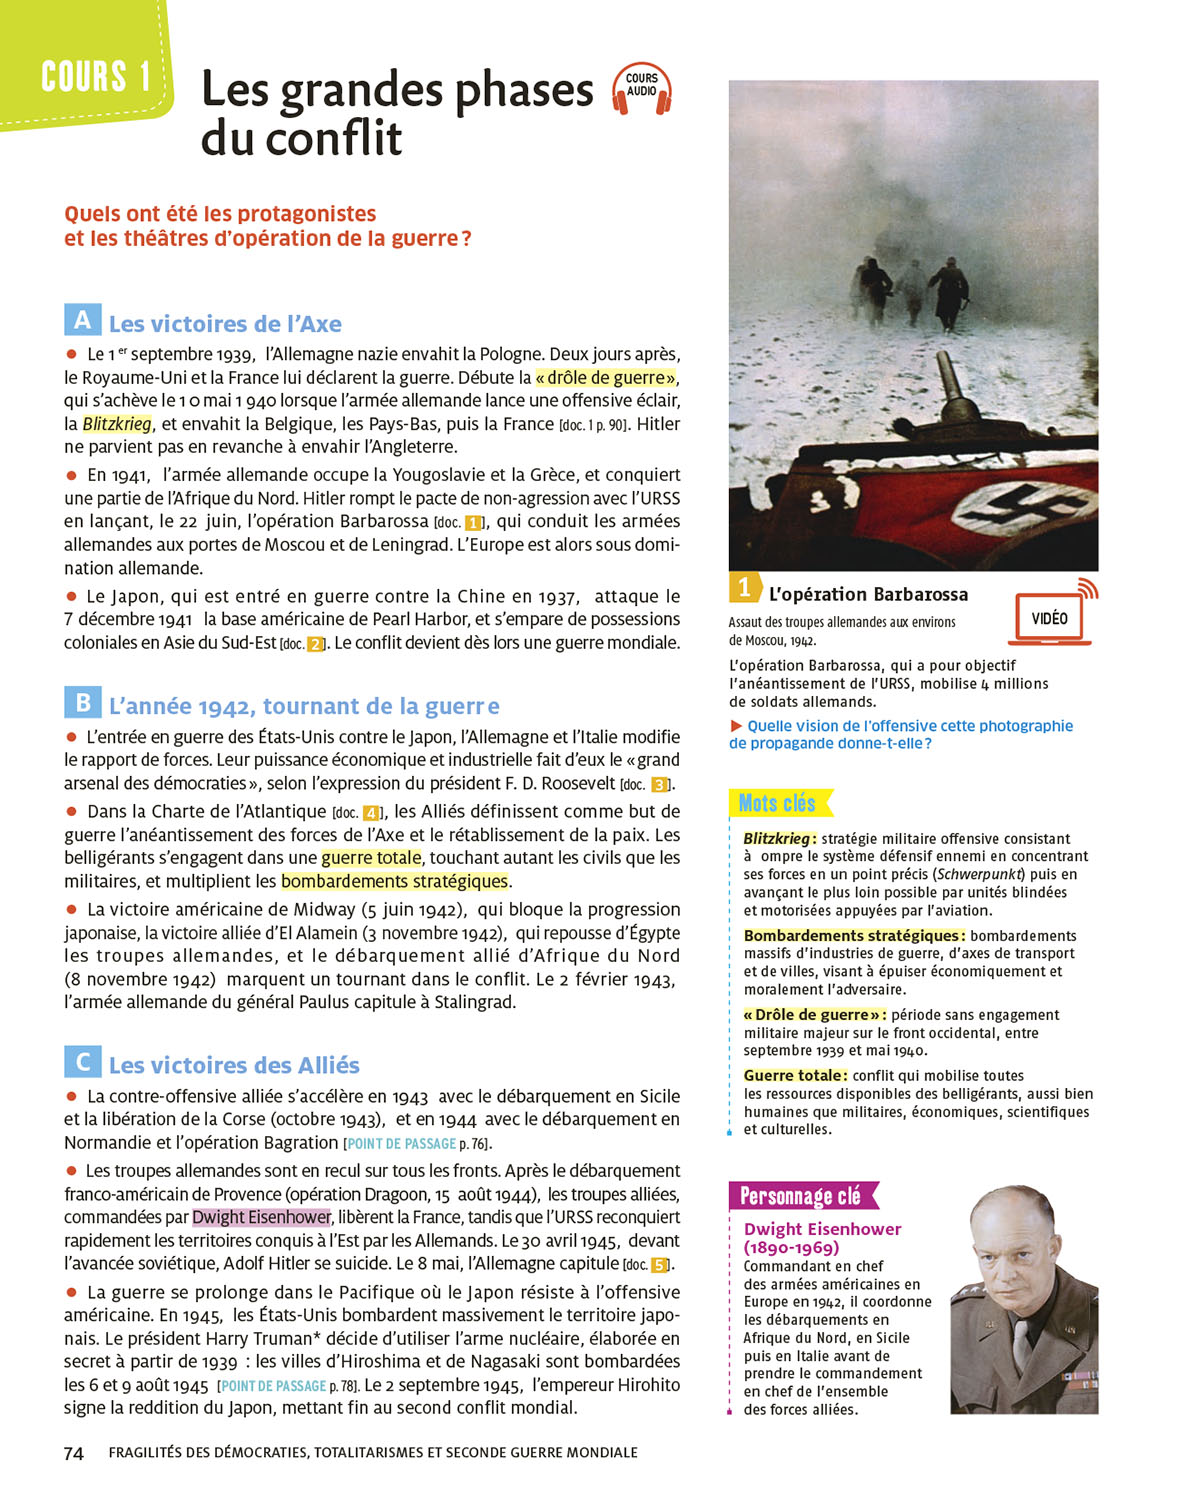 COURS 1
Les grandes phases
du conflit
COURS
AUDIO
Quels ont été les protagonistes
et les théâtres d’opération de la guerre ?
A Les victoires de l’Axe
• Le 1er septembre 1939, l’Allemagne nazie envahit la Pologne. Deux jours après,
le Royaume-Uni et la France lui déclarent la guerre. Débute la « drôle de guerre »,
qui s’achève le 1 0 mai 1 940 lorsque l’armée allemande lance une offensive éclair,
la Blitzkrieg, et envahit la Belgique, les Pays-Bas, puis la France [doc. 1 p. 90]. Hitler
ne parvient pas en revanche à envahir l’Angleterre.
• En 1941, l’armée allemande occupe la Yougoslavie et la Grèce, et conquiert
une partie de l’Afrique du Nord. Hitler rompt le pacte de non-agression avec l’URSS
en lançant, le 22 juin, l’opération Barbarossa [doc. 1], qui conduit les armées
allemandes aux portes de Moscou et de Leningrad. L’Europe est alors sous domi-
nation allemande.
• Le Japon, qui est entré en guerre contre la Chine en 1937, attaque le
7 décembre 1941 la base américaine de Pearl Harbor, et s’empare de possessions
coloniales en Asie du Sud-Est [doc. 2]. Le conflit devient dès lors une guerre mondiale.
B L’année 1942, tournant de la guerre
• L’entrée en guerre des États-Unis contre le Japon, l’Allemagne et l’Italie modifie
le rapport de forces. Leur puissance économique et industrielle fait d’eux le « grand
arsenal des démocraties », selon l’expression du président F. D. Roosevelt [doc. 3].
• Dans la Charte de l’Atlantique [doc. 4], les Alliés définissent comme but de
guerre l’anéantissement des forces de l’Axe et le rétablissement de la paix. Les
belligérants s’engagent dans une guerre totale, touchant autant les civils que les
militaires, et multiplient les bombardements stratégiques.
• La victoire américaine de Midway (5 juin 1942), qui bloque la progression
japonaise, la victoire alliée d’El Alamein (3 novembre 1942), qui repousse d’Égypte
les troupes allemandes, et le débarquement allié d’Afrique du Nord
(8 novembre 1942) marquent un tournant dans le conflit. Le 2 février 1943,
l’armée allemande du général Paulus capitule à Stalingrad.
C Les victoires des Alliés
• La contre-offensive alliée s’accélère en 1943 avec le débarquement en Sicile
et la libération de la Corse (octobre 1943), et en 1944 avec le débarquement en
Normandie et l’opération Bagration [POINT DE PASSAGE p. 76].
• Les troupes allemandes sont en recul sur tous les fronts. Après le débarquement
franco-américain de Provence (opération Dragoon, 15 août 1944), les troupes alliées,
commandées par Dwight Eisenhower, libèrent la France, tandis que l’URSS reconquiert
rapidement les territoires conquis à l’Est par les Allemands. Le 30 avril 1945, devant
l’avancée soviétique, Adolf Hitler se suicide. Le 8 mai, l’Allemagne capitule [doc. 5].
• La guerre se prolonge dans le Pacifique où le Japon résiste à l’offensive
américaine. En 1945, les États-Unis bombardent massivement le territoire japo-
nais. Le président Harry Truman* décide d’utiliser l’arme nucléaire, élaborée en
secret à partir de 1939 : les villes d’Hiroshima et de Nagasaki sont bombardées
les 6 et 9 août 1945 [POINT DE PASSAGE p. 78]. Le 2 septembre 1945, l’empereur Hirohito
signe la reddition du Japon, mettant fin au second conflit mondial.
1 L’opération Barbarossa
Assaut des troupes allemandes aux environs
de Moscou, 1942.
VIDÉO
L’opération Barbarossa, qui a pour objectif
l’anéantissement de l’URSS, mobilise 4 millions
de soldats allemands.
▶ Quelle vision de l’offensive cette photographie
de propagande donne-t-elle ?
Mots clés
Blitzkrieg : stratégie militaire offensive consistant
à ompre le système défensif ennemi en concentrant
ses forces en un point précis (Schwerpunkt) puis en
avançant le plus loin possible par unités blindées
et motorisées appuyées par l’aviation.
Bombardements stratégiques : bombardements
massifs d’industries de guerre, d’axes de transport
et de villes, visant à épuiser économiquement et
moralement l’adversaire.
« Drôle de guerre » : période sans engagement
militaire majeur sur le front occidental, entre
septembre 1939 et mai 1940.
Guerre totale : conflit qui mobilise toutes
les ressources disponibles des belligérants, aussi bien
humaines que militaires, économiques, scientifiques
et culturelles.
Personnage clé
Dwight Eisenhower
(1890-1969)
Commandant en chef
des armées américaines en
Europe en 1942, il coordonne
les débarquements en
Afrique du Nord, en Sicile
puis en Italie avant de
prendre le commandement
en chef de l’ensemble
des forces alliées.
74 FRAGILITÉS DES DÉMOCRATIES, TOTALITARISMES ET SECONDE GUERRE MONDIALE